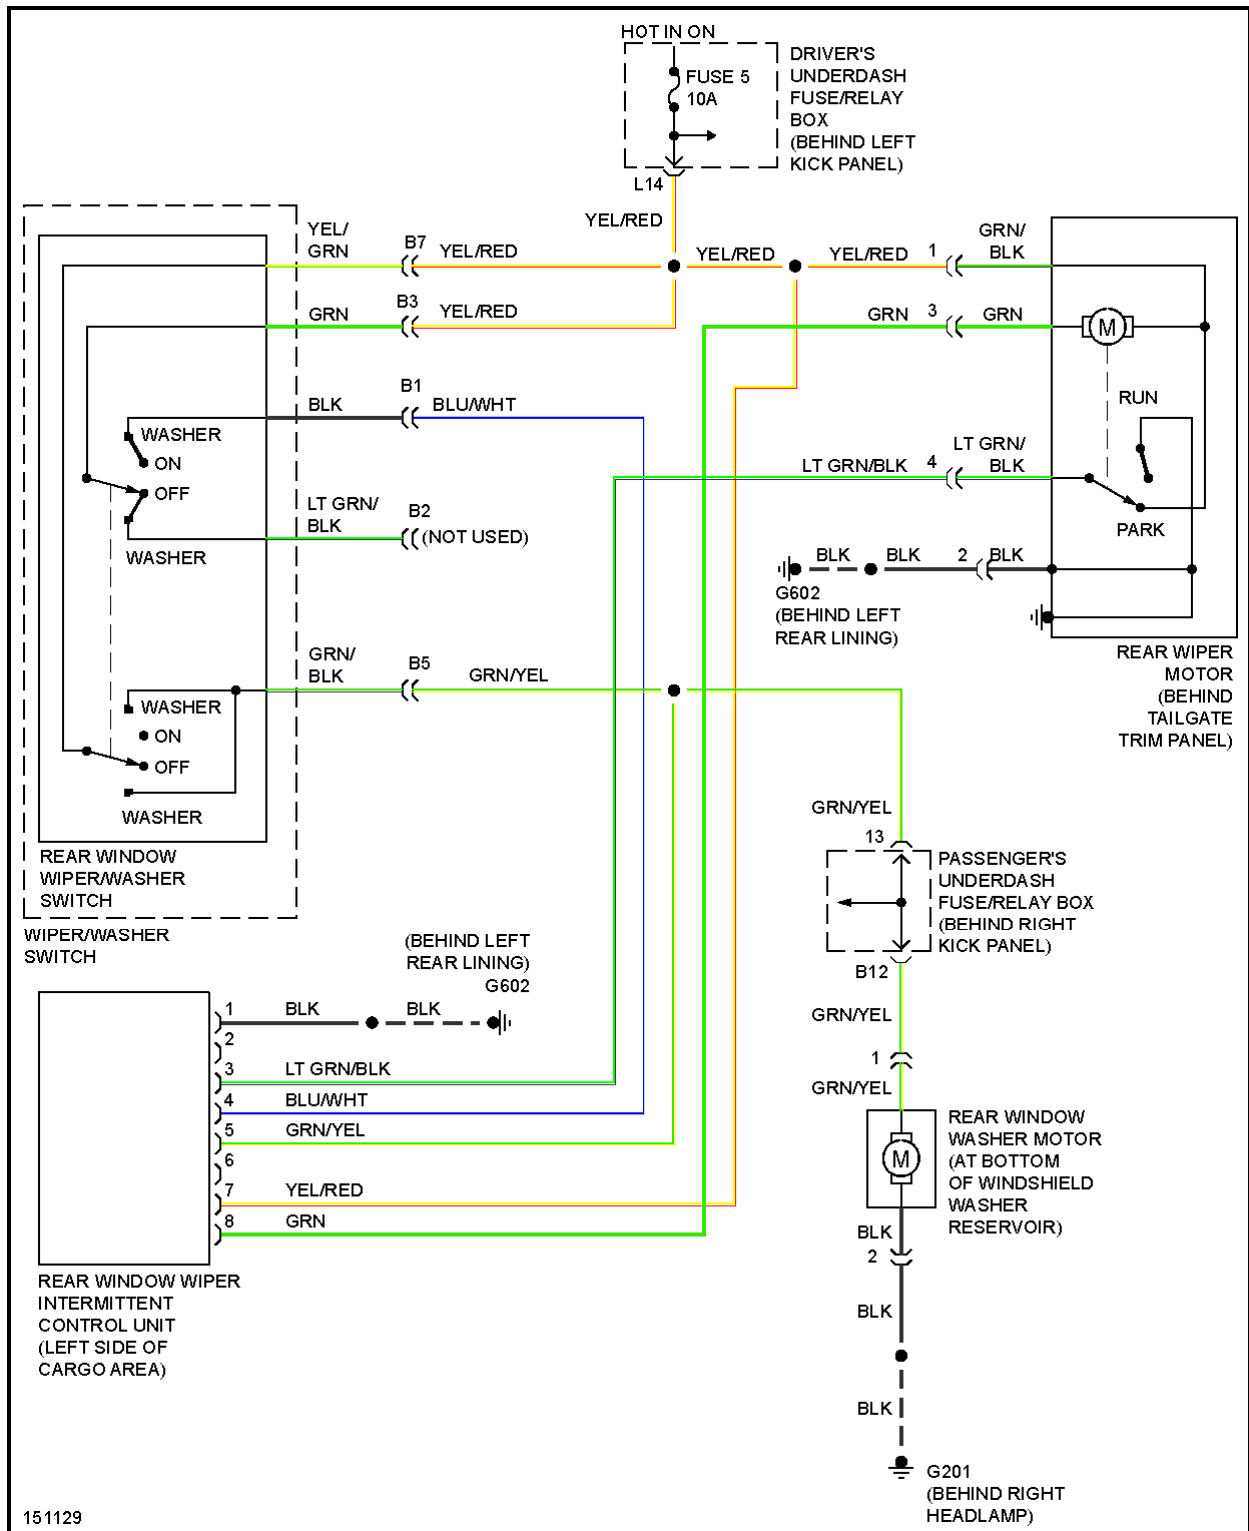 HOT IN ON
FUSE 5
10A
DRIVER'S
UNDERDASH
FUSE/RELAY
BOX
(BEHIND LEFT
KICK PANEL)
L14
YEL/RED
YEL/
GRN
B7
YEL/RED
YEL/RED
YEL/RED
1
GRN/
BLK
GRN
B3
YEL/RED
GRN
3
GRN
M
BLK
B1
BLU/WHT
RUN
WASHER
ON
OFF
WASHER
LT GRN/
BLK
B2
(NOT USED)
LT GRN/BLK
4
LT GRN/
BLK
PARK
BLK
BLK
2
BLK
G602
(BEHIND LEFT
REAR LINING)
REAR WIPER
MOTOR
(BEHIND
TAILGATE
TRIM PANEL)
GRN/
BLK
B5
GRN/YEL
WASHER
ON
OFF
WASHER
REAR WINDOW
WIPER/WASHER
SWITCH
WIPER/WASHER
SWITCH
GRN/YEL
13
PASSENGER'S
UNDERDASH
FUSE/RELAY BOX
(BEHIND RIGHT
KICK PANEL)
B12
GRN/YEL
1
GRN/YEL
(BEHIND LEFT
REAR LINING)
G602
1
BLK
BLK
2
3
LT GRN/BLK
4
BLU/WHT
5
GRN/YEL
6
7
YEL/RED
8
GRN
REAR WINDOW WIPER
INTERMITTENT
CONTROL UNIT
(LEFT SIDE OF
CARGO AREA)
M
REAR WINDOW
WASHER MOTOR
(AT BOTTOM
OF WINDSHIELD
WASHER
RESERVOIR)
BLK
2
BLK
BLK
G201
(BEHIND RIGHT
HEADLAMP)
151129